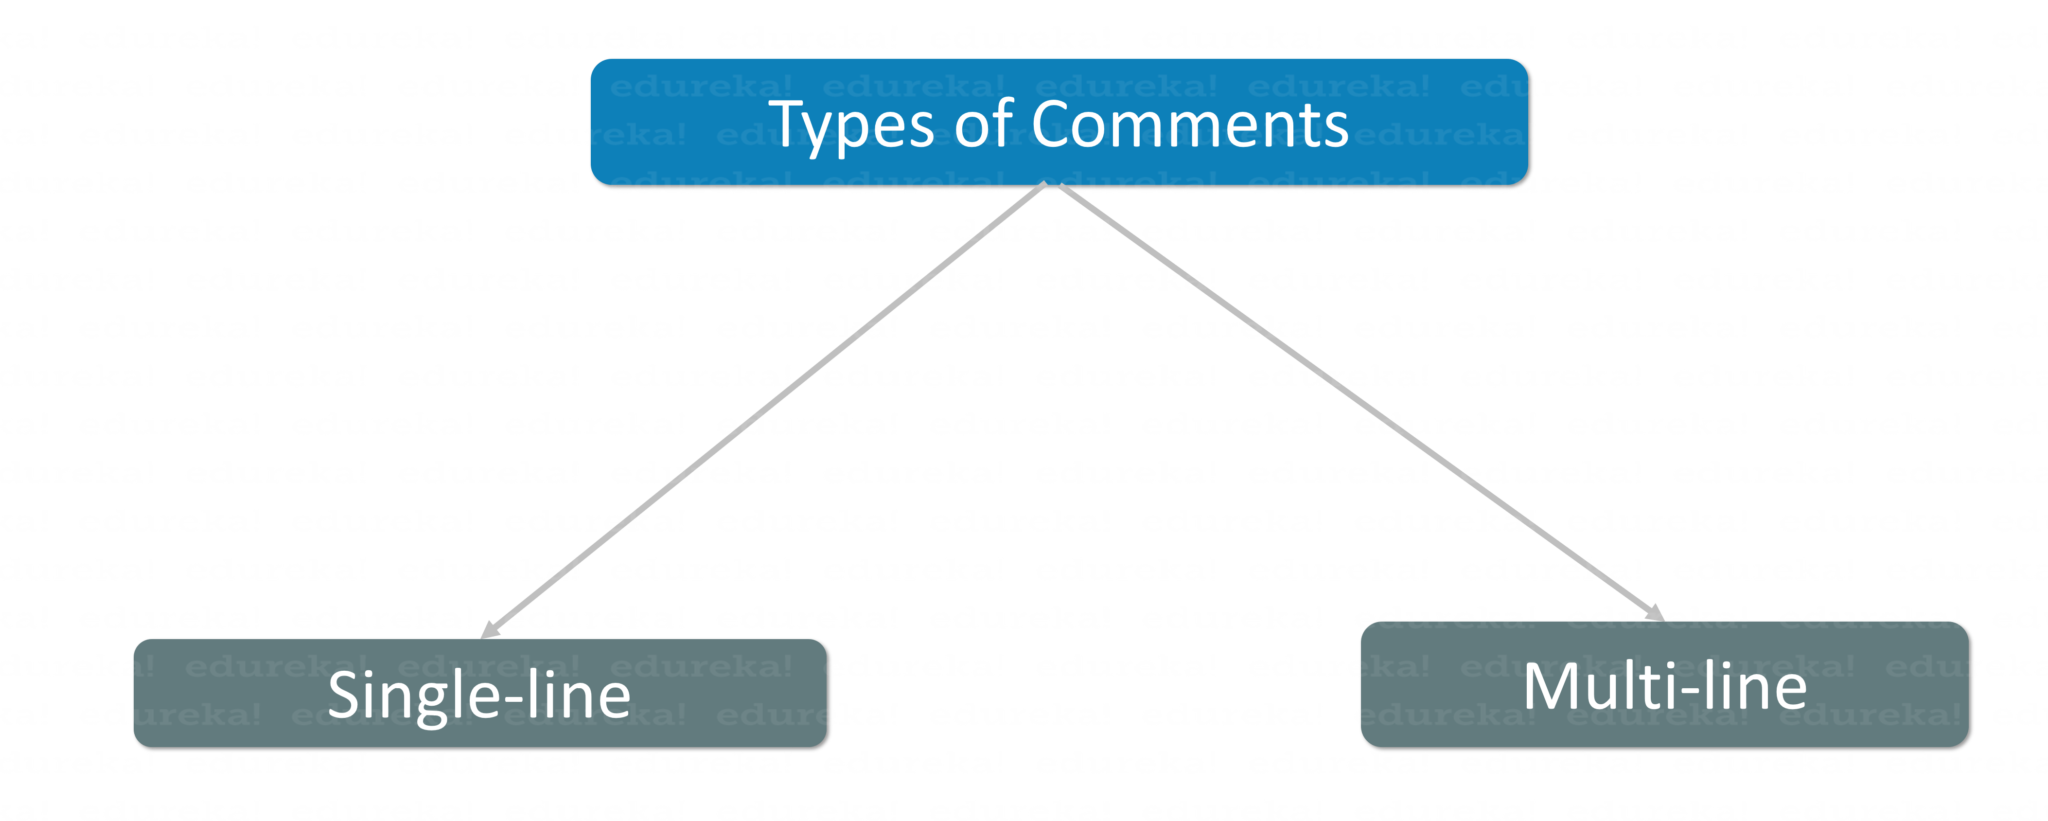 Types of Comments
Single-line
Multi-line